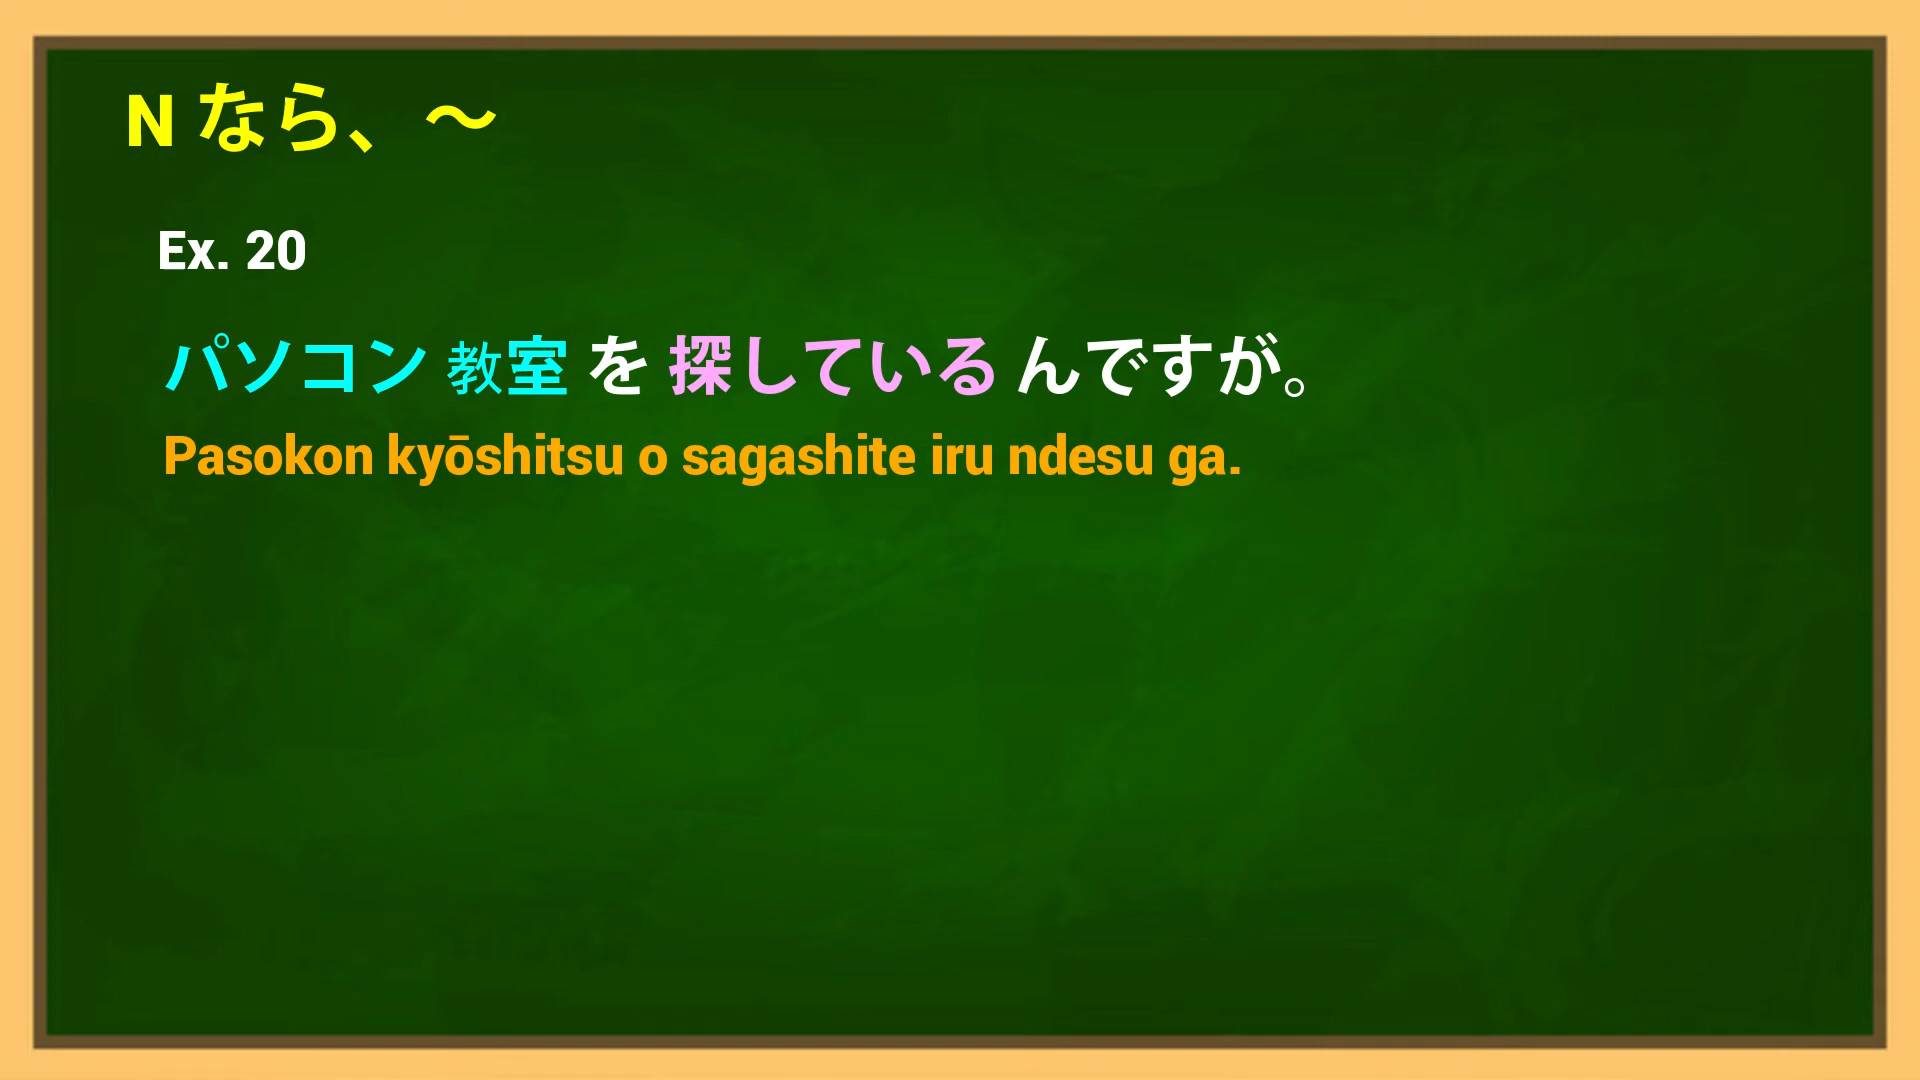 N なら、～
Ex. 20
パソコン 教室 を 探している んですが。
Pasokon kyōshitsu o sagashite iru ndesu ga.